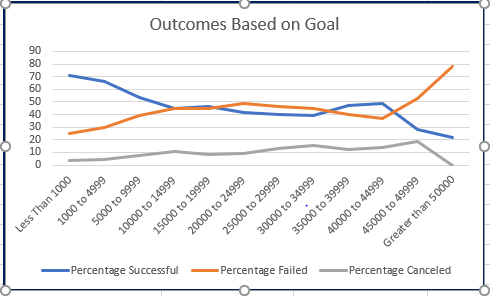 Outcomes Based on Goal
90
80
70
60
50
40
30
20
10
0
Less Than 1000
1000 to 4999
5000 to 9999
10000 to 14999
15000 to 19999
20000 to 24999
25000 to 29999
30000 to 34999
35000 to 39999
40000 to 44999
45000 to 49999
Greater than 50000
Percentage Successful Percentage Failed Percentage Canceled